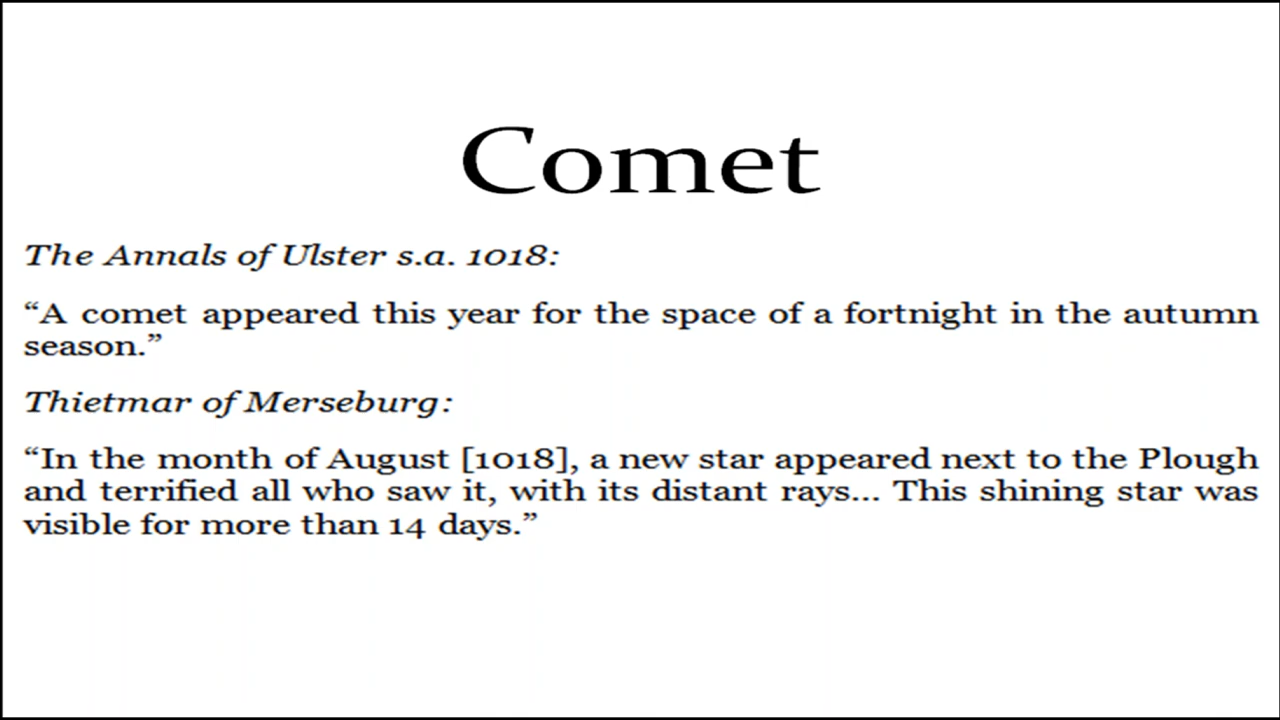 Comet
The Annals of Ulster s.a. 1018:
“A comet appeared this year for the space of a fortnight in the autumn
season.”
Thietmar of Merseburg:
“In the month of August [1018], a new star appeared next to the Plough
and terrified all who saw it, with its distant rays... This shining star was
visible for more than 14 days.”